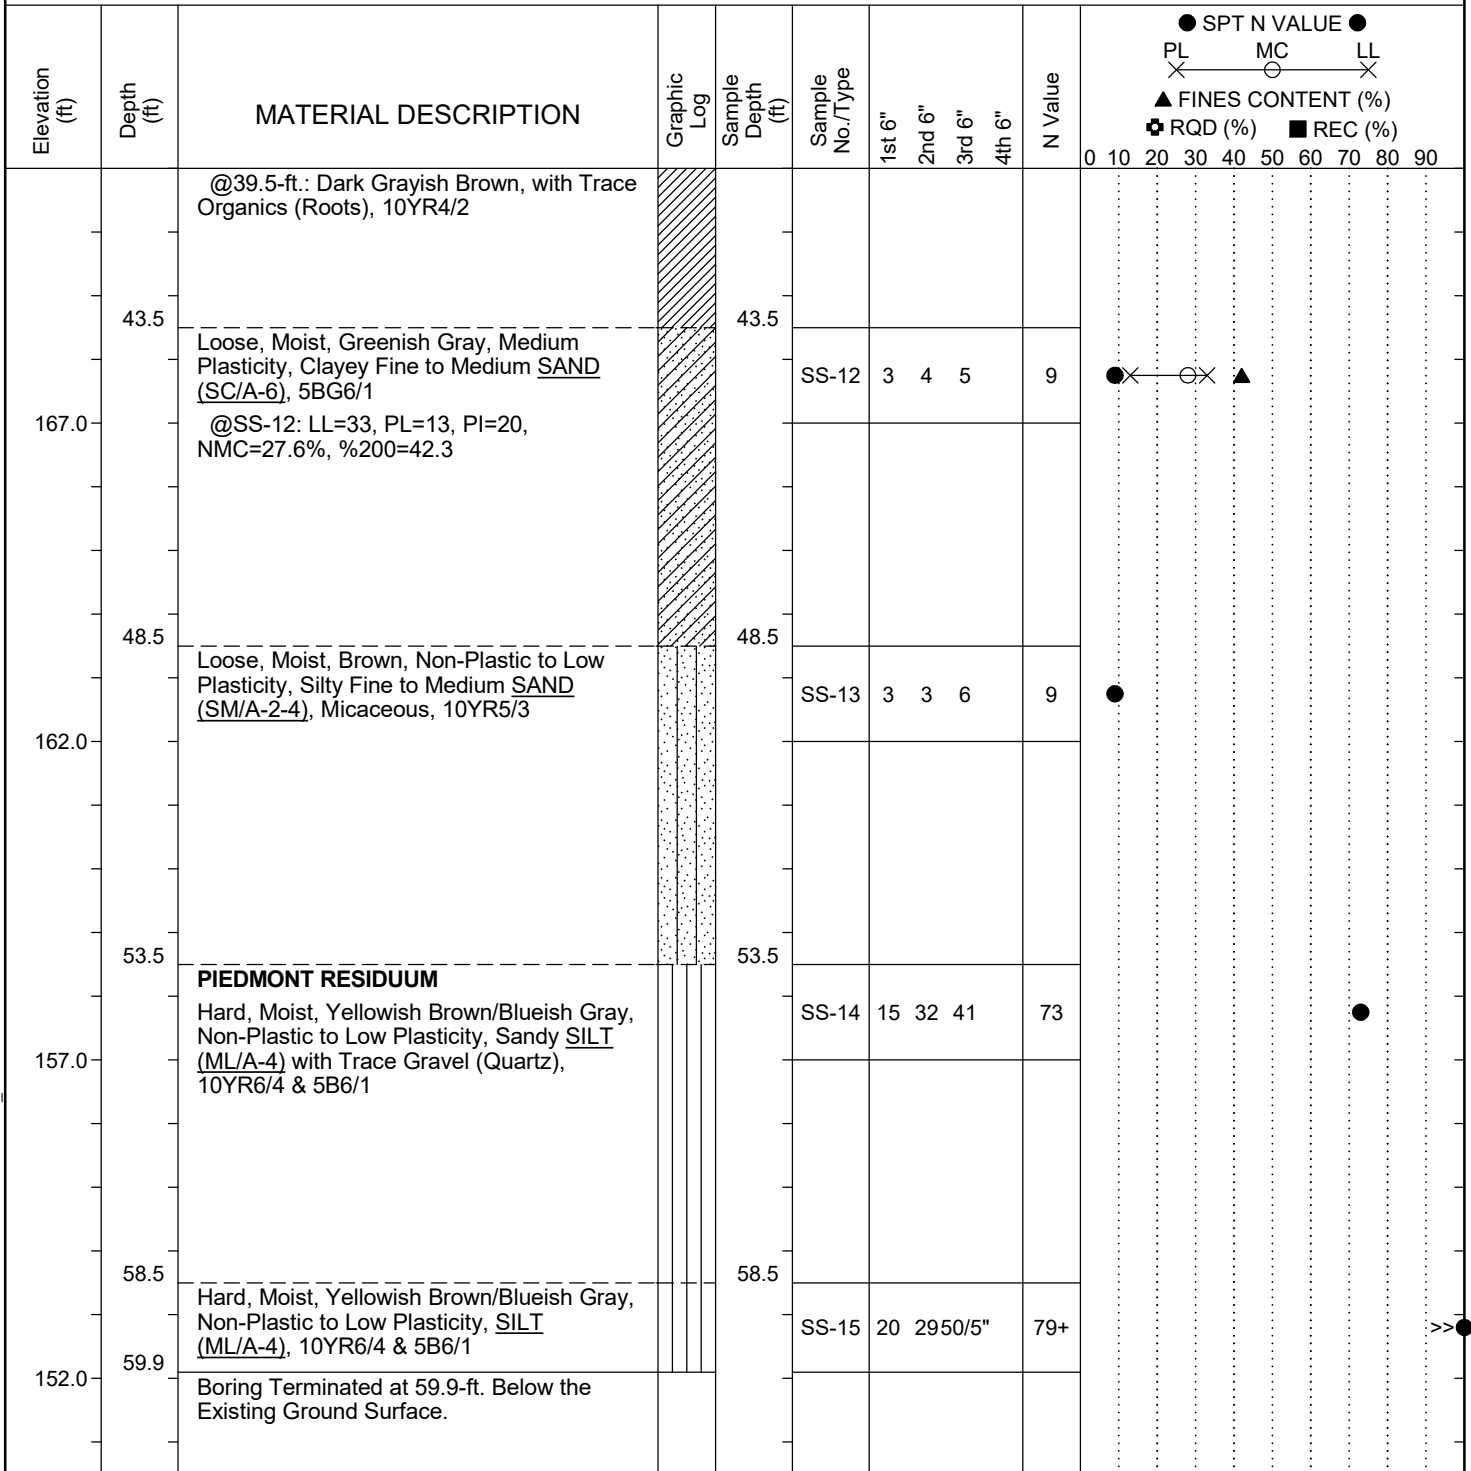 ● SPT N VALUE ●
PL MC LL
▲ FINES CONTENT (%)
RQD (%) ■ REC (%)
Elevation (ft)
Depth (ft)
MATERIAL DESCRIPTION
Graphic Log
Sample Depth (ft)
Sample No./Type
1st 6"
2nd 6"
3rd 6"
4th 6"
N Value
0 10 20 30 40 50 60 70 80 90
@39.5-ft.: Dark Grayish Brown, with Trace
Organics (Roots), 10YR4/2
43.5 43.5
Loose, Moist, Greenish Gray, Medium
Plasticity, Clayey Fine to Medium SAND
(SC/A-6), 5BG6/1
SS-12 3 4 5 9
167.0
@SS-12: LL=33, PL=13, PI=20,
NMC=27.6%, %200=42.3
48.5 48.5
Loose, Moist, Brown, Non-Plastic to Low
Plasticity, Silty Fine to Medium SAND
(SM/A-2-4), Micaceous, 10YR5/3
SS-13 3 3 6 9
162.0
53.5 53.5
PIEDMONT RESIDUUM
Hard, Moist, Yellowish Brown/Blueish Gray,
Non-Plastic to Low Plasticity, Sandy SILT
(ML/A-4) with Trace Gravel (Quartz),
10YR6/4 & 5B6/1
SS-14 15 32 41 73
157.0
58.5 58.5
Hard, Moist, Yellowish Brown/Blueish Gray,
Non-Plastic to Low Plasticity, SILT
(ML/A-4), 10YR6/4 & 5B6/1
SS-15 20 29 50/5" 79+ >>
59.9
152.0
Boring Terminated at 59.9-ft. Below the
Existing Ground Surface.